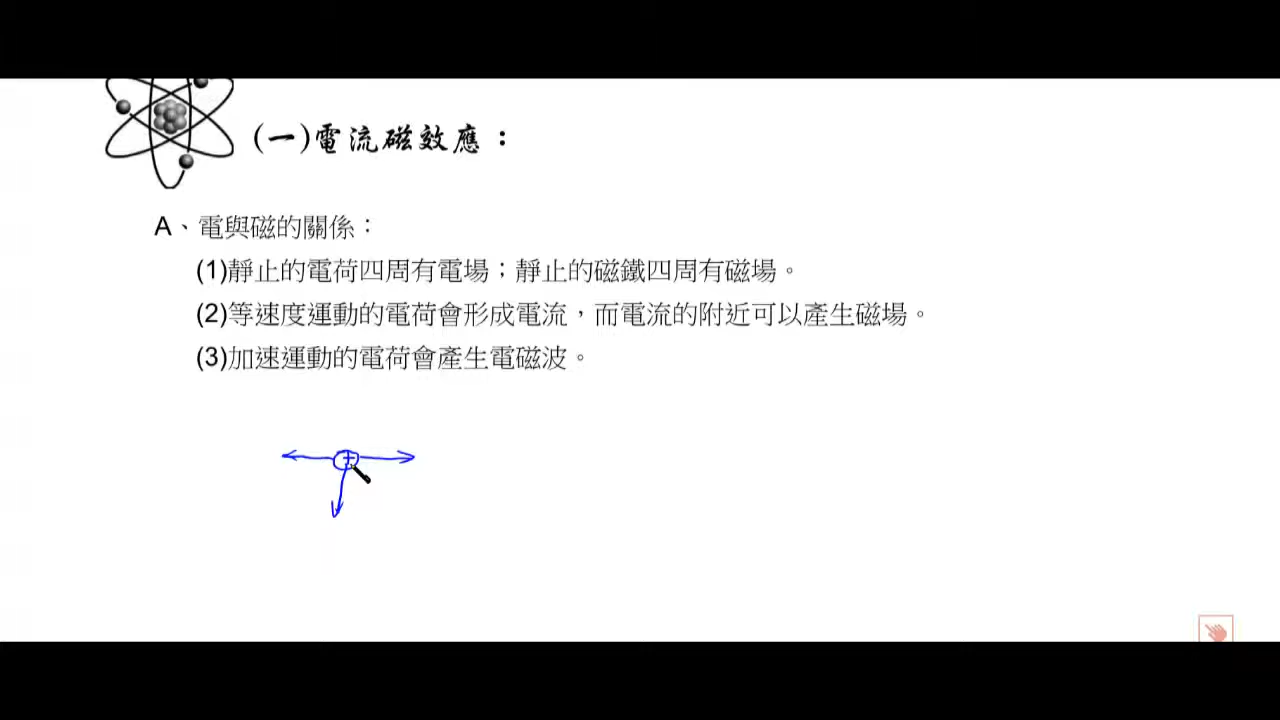 (一)電流磁效應：
A、電與磁的關係：
(1)靜止的電荷四周有電場；靜止的磁鐵四周有磁場。
(2)等速度運動的電荷會形成電流，而電流的附近可以產生磁場。
(3)加速運動的電荷會產生電磁波。
+